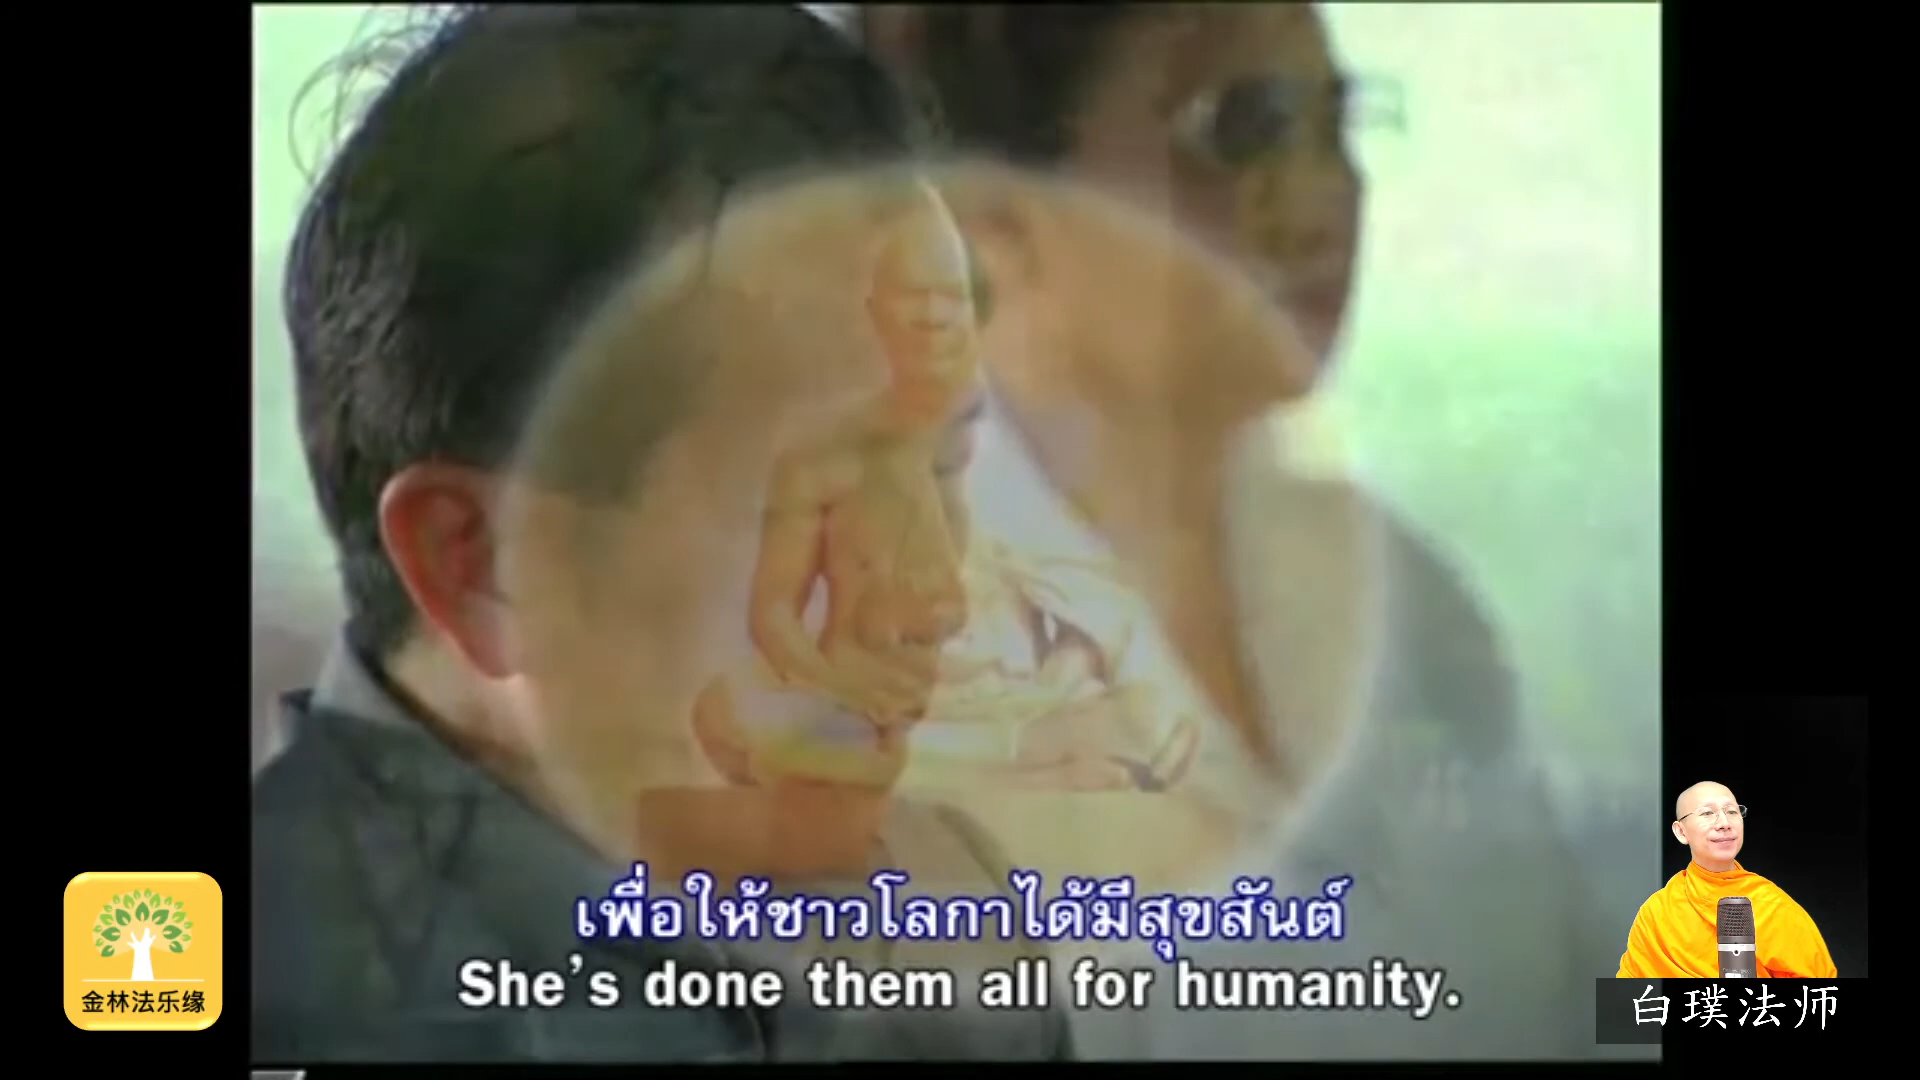 เพื่อให้ชาวโลกาได้มีสุขสันต์
She's done them all for humanity.
金林法乐缘
白璞法师